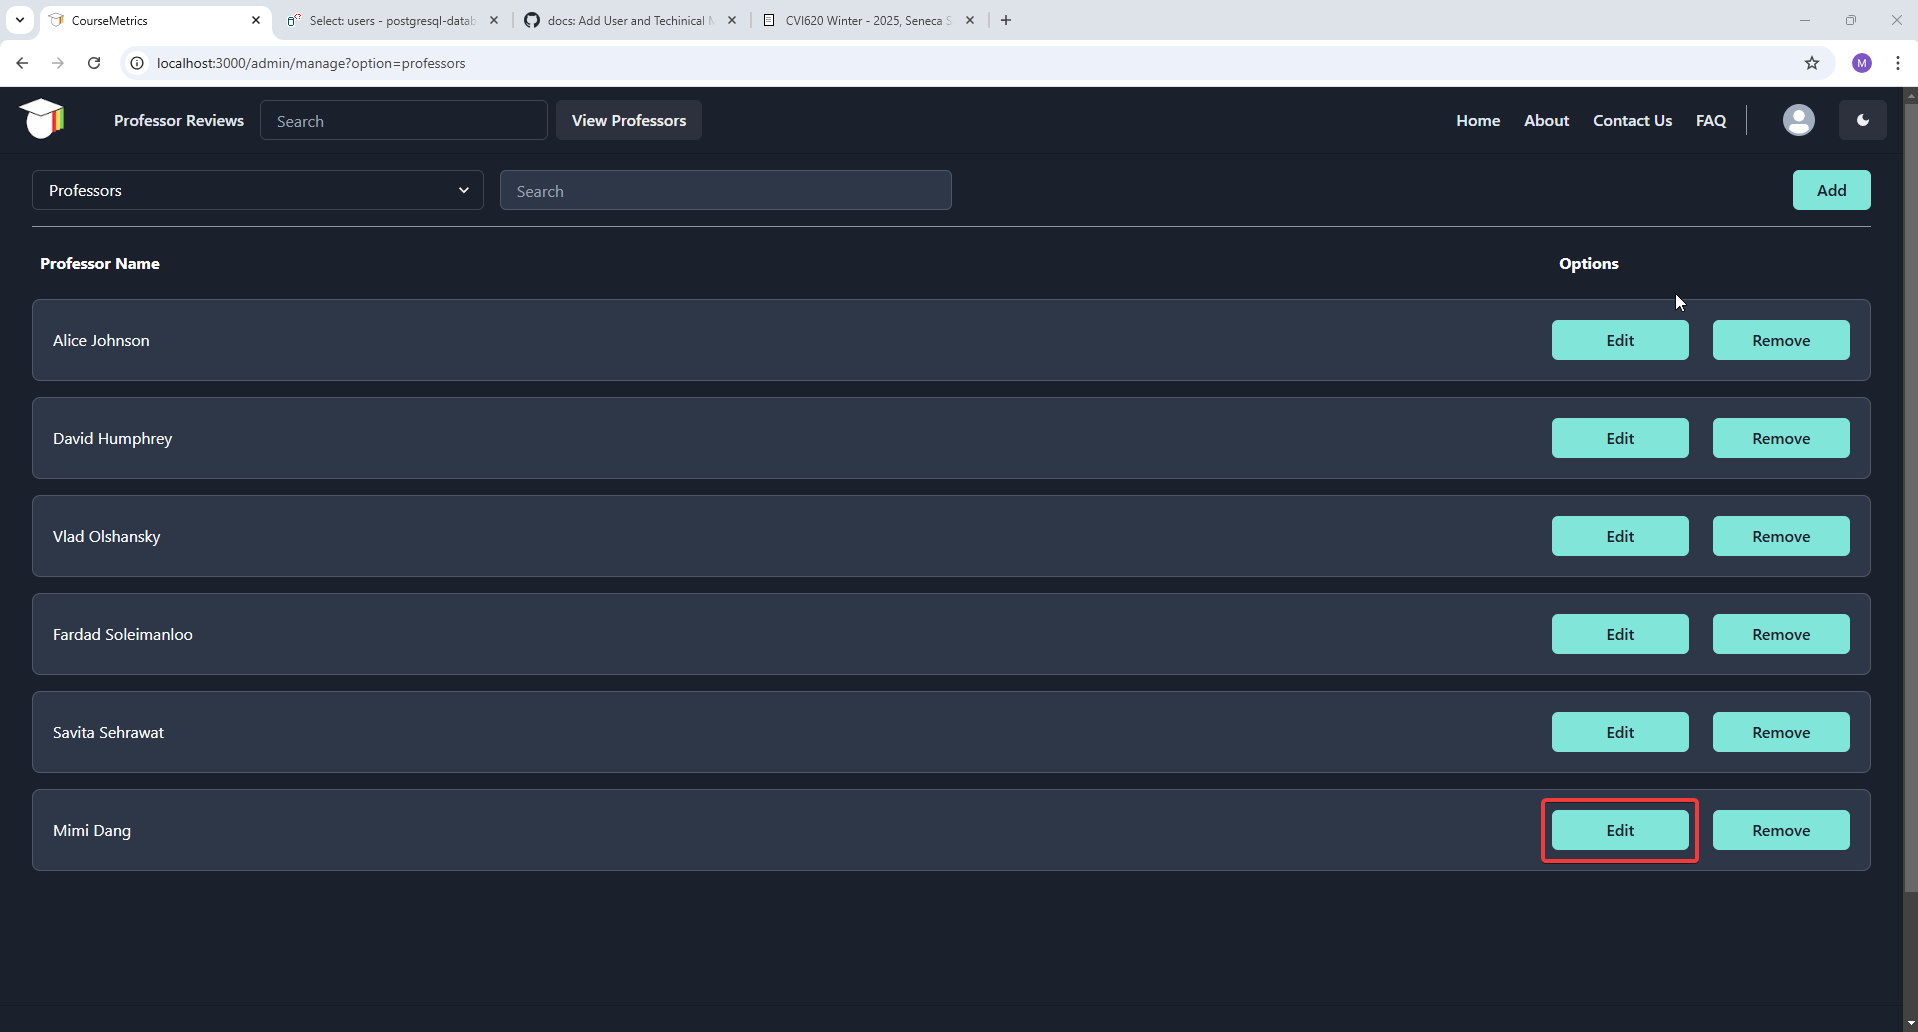 CourseMetrics
Select: users - postgresql-datab
docs: Add User and Techinical M
CVI620 Winter - 2025, Seneca S
localhost:3000/admin/manage?option=professors
M
Professor Reviews
Search
View Professors
Home
About
Contact Us
FAQ
Professors
Search
Add
Professor Name
Options
Alice Johnson
Edit
Remove
David Humphrey
Edit
Remove
Vlad Olshansky
Edit
Remove
Fardad Soleimanloo
Edit
Remove
Savita Sehrawat
Edit
Remove
Mimi Dang
Edit
Remove